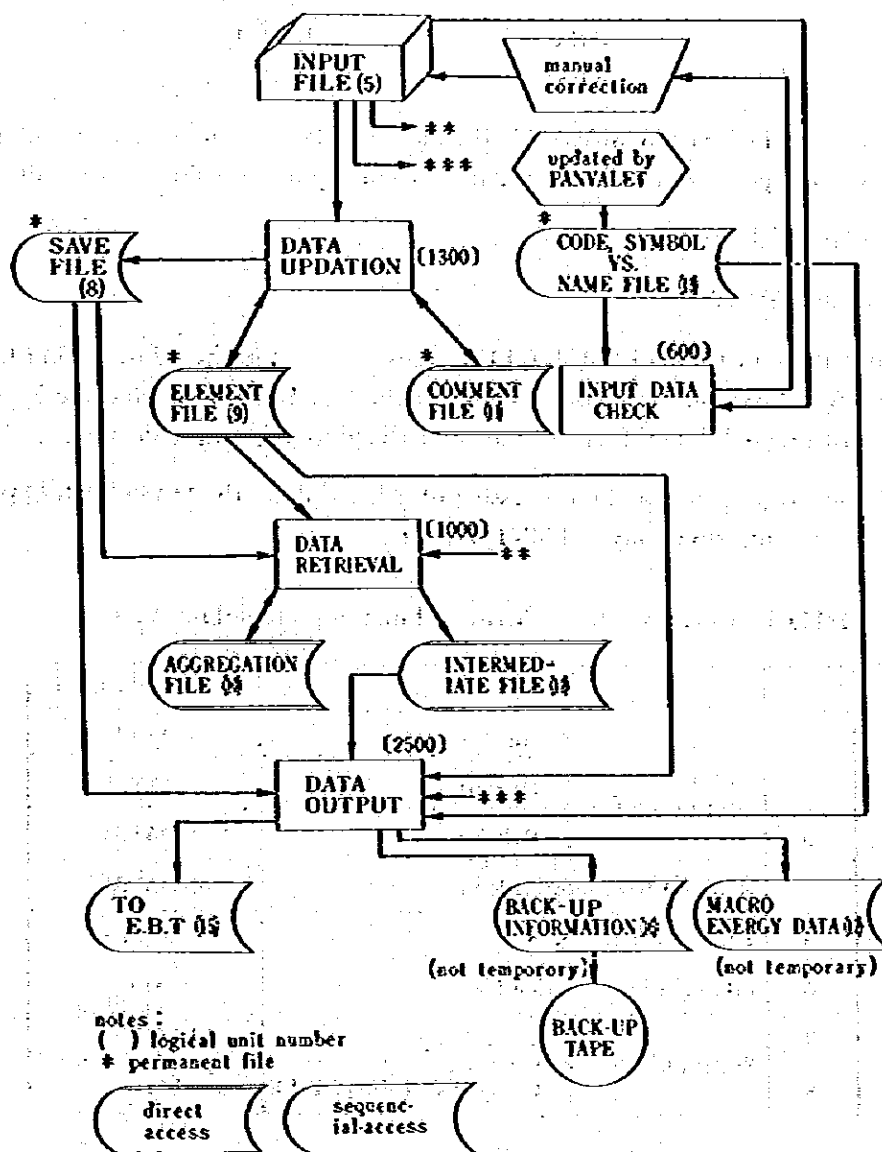 INPUT
FILE (5)
manual
correction
**
***
updated by
PANVALET
*
SAVE
FILE
(8)
DATA
UPDATION
(1300)
*
CODE, SYMBOL
VS.
NAME FILE
*
ELEMENT
FILE (9)
*
COMMENT
FILE
(600)
INPUT DATA
CHECK
DATA
RETRIEVAL
(1000)
**
AGGREGATION
FILE
INTERMED-
IATE FILE
(2500)
DATA
OUTPUT
***
TO
E.B.T
BACK-UP
INFORMATION
MACRO
ENERGY DATA
(not temporory)
(not temporary)
BACK-UP
TAPE
notes :
( ) logical unit number
* permanent file
direct
access
sequenc-
ial-access